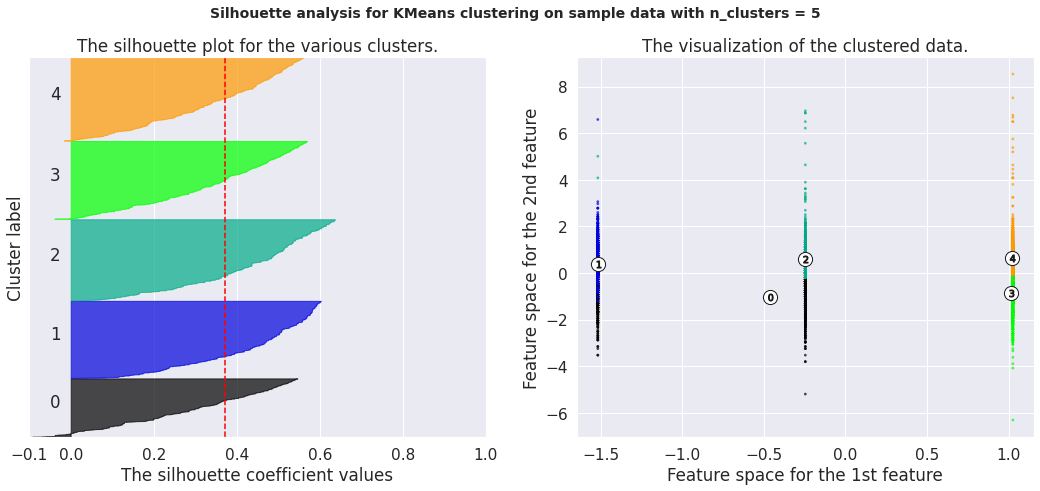 Silhouette analysis for KMeans clustering on sample data with n_clusters = 5
The silhouette plot for the various clusters.
4
3
2
1
0
Cluster label
−0.1 0.0 0.2 0.4 0.6 0.8 1.0
The silhouette coefficient values
The visualization of the clustered data.
8
6
4
2
0
−2
−4
−6
Feature space for the 2nd feature
1
2
0
4
3
−1.5 −1.0 −0.5 0.0 0.5 1.0
Feature space for the 1st feature